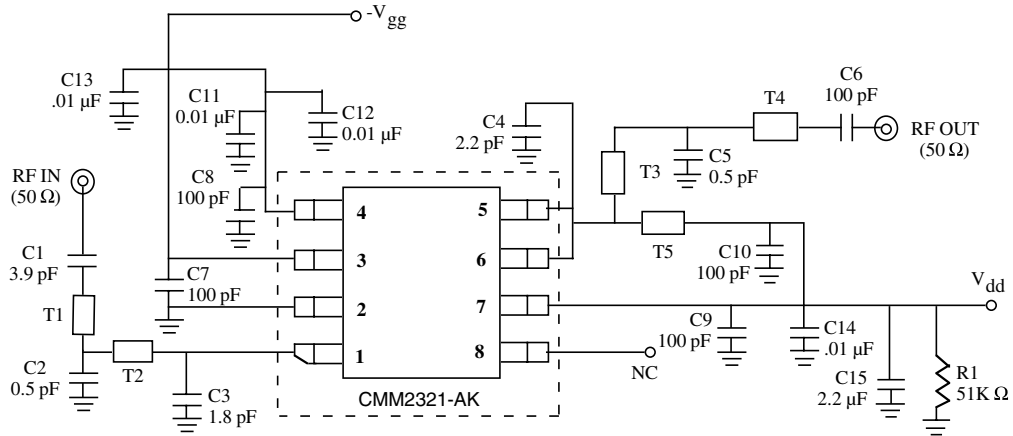 -Vgg
C13
.01 µF
C11
0.01 µF
C12
0.01 µF
C4
2.2 pF
C6
100 pF
T4
RF OUT
(50 Ω)
C5
0.5 pF
T3
RF IN
(50 Ω)
C8
100 pF
4
5
T5
C1
3.9 pF
3
6
C10
100 pF
C7
100 pF
Vdd
2
7
T1
C9
100 pF
C14
.01 µF
1
8
NC
T2
C2
0.5 pF
C3
1.8 pF
CMM2321-AK
C15
2.2 µF
R1
51K Ω